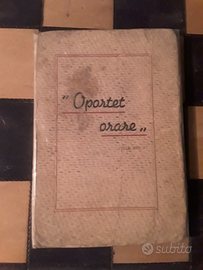 " Oportet
orare „
subito